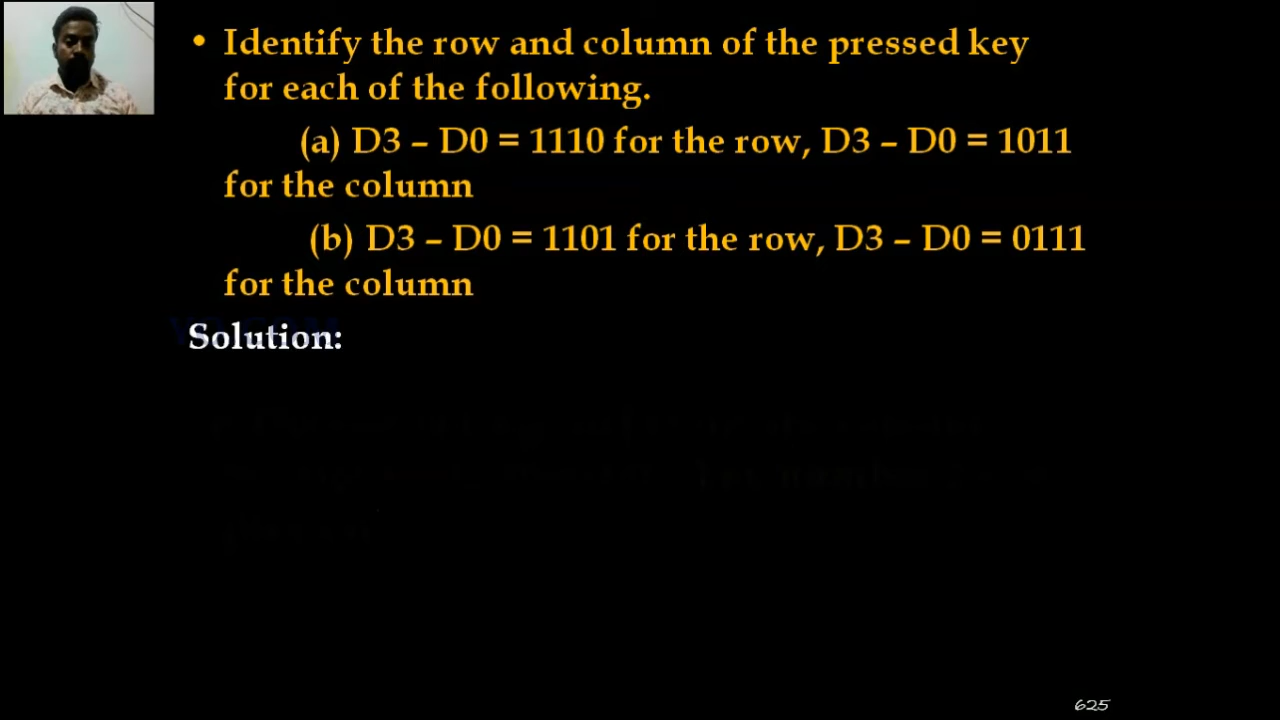 • Identify the row and column of the pressed key
for each of the following.
(a) D3 – D0 = 1110 for the row, D3 – D0 = 1011
for the column
(b) D3 – D0 = 1101 for the row, D3 – D0 = 0111
for the column
Solution:
625